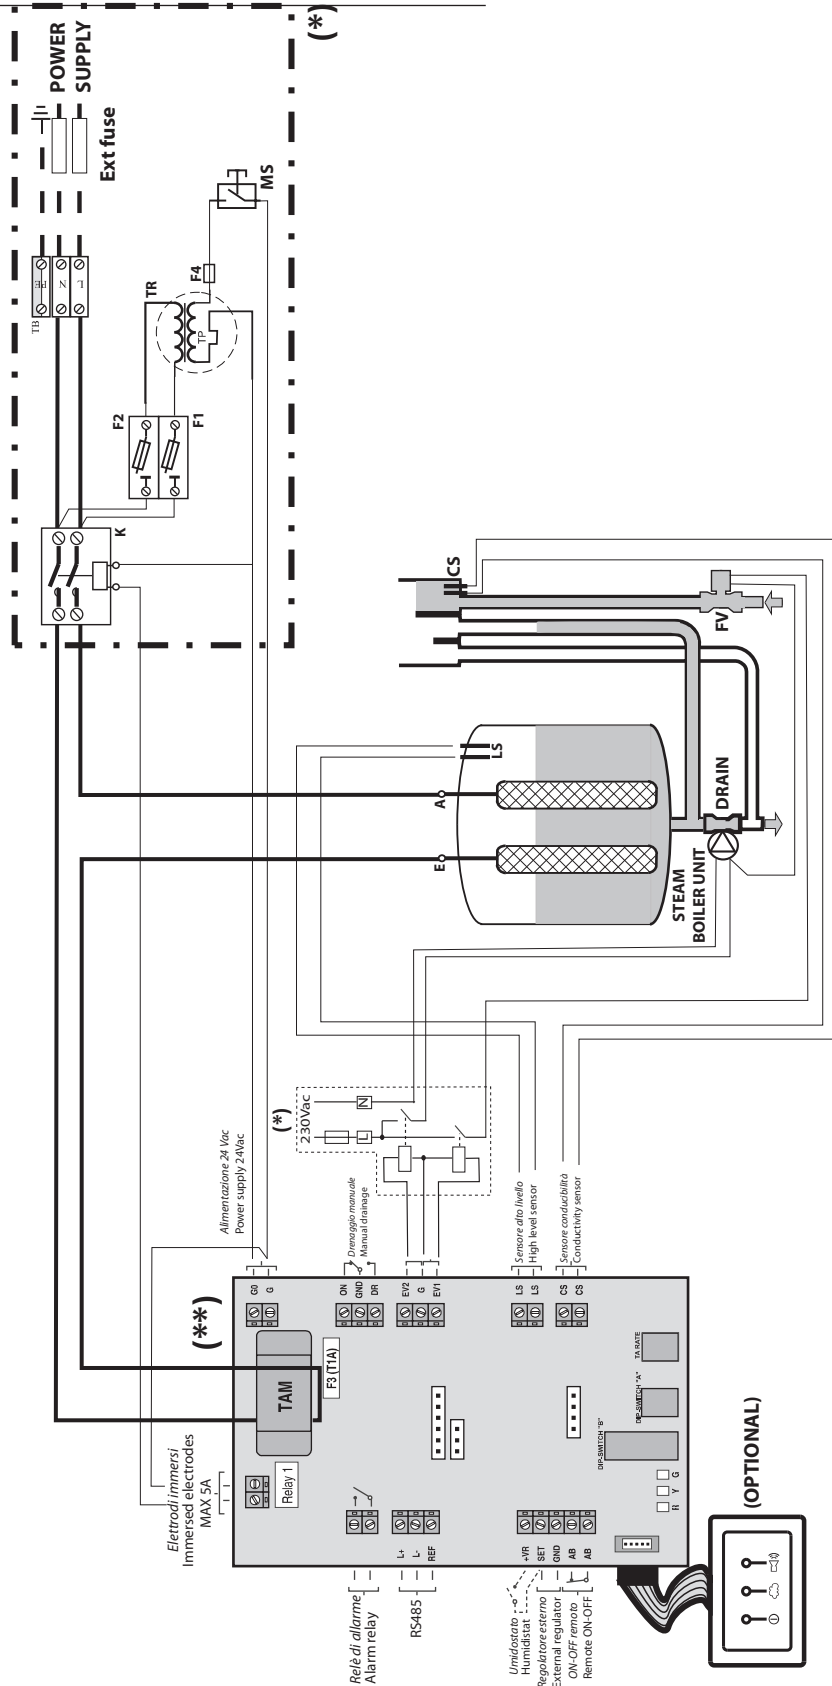 (*)
POWER
SUPPLY
Ext fuse
MS
PE
N
L
TB
TR
F4
TP
F2
F1
K
CS
FV
LS
A
E
DRAIN
STEAM
BOILER UNIT
(*)
230Vac
N
L
Alimentazione 24 Vac
Power supply 24Vac
Drenaggio manuale
Manual drainage
Sensore alto livello
High level sensor
Sensore conducibilità
Conductivity sensor
(**)
G0
G
ON
GND
DR
EV2
G
EV1
LS
LS
CS
CS
TAM
F3 (T1A)
TA RATE
DIP-SWITCH "A"
DIP-SWITCH "B"
Elettrodi immersi
Immersed electrodes
MAX 5A
Relay 1
R
Y
G
L+
L-
REF
+VR
SET
GND
AB
AB
Relè di allarme
Alarm relay
RS485
Umidostato
Humidistat
Regolatore esterno
External regulator
ON-OFF remoto
Remote ON-OFF
(OPTIONAL)